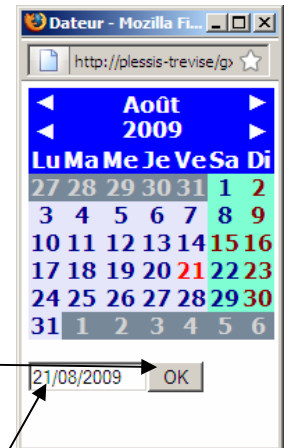 Dateur - Mozilla Fi...
http://plessis-trevise/gx
Août
2009
Lu Ma Me Je Ve Sa Di
27 28 29 30 31 1 2
3 4 5 6 7 8 9
10 11 12 13 14 15 16
17 18 19 20 21 22 23
24 25 26 27 28 29 30
31 1 2 3 4 5 6
21/08/2009 OK